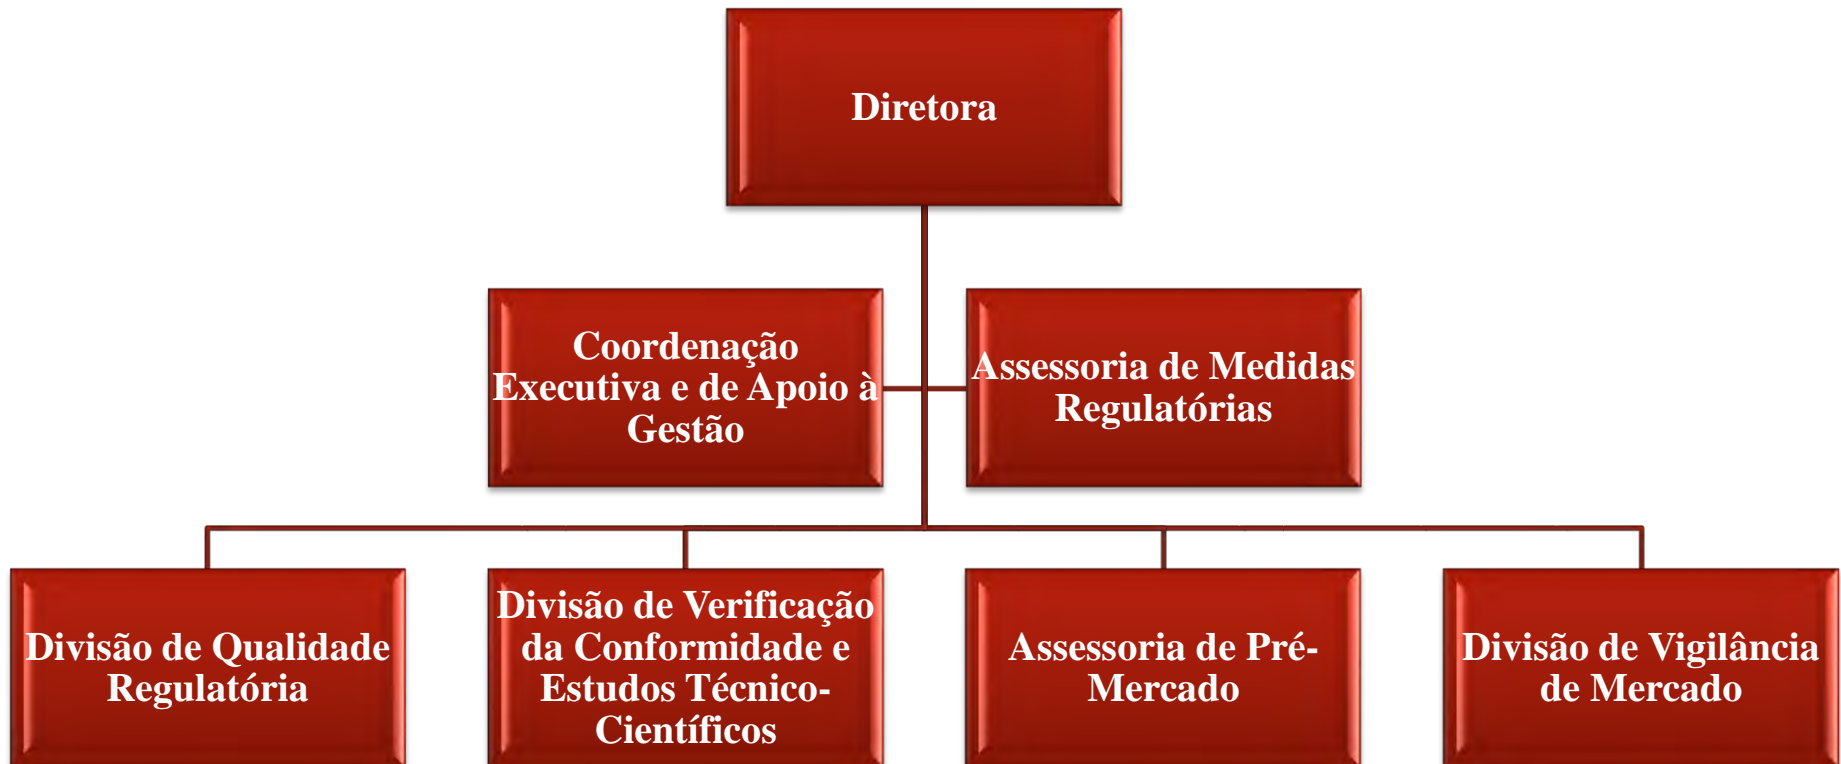 Diretora
Coordenação
Executiva e de Apoio à
Gestão
Assessoria de Medidas
Regulatórias
Divisão de Qualidade
Regulatória
Divisão de Verificação
da Conformidade e
Estudos Técnico-
Científicos
Assessoria de Pré-
Mercado
Divisão de Vigilância
de Mercado